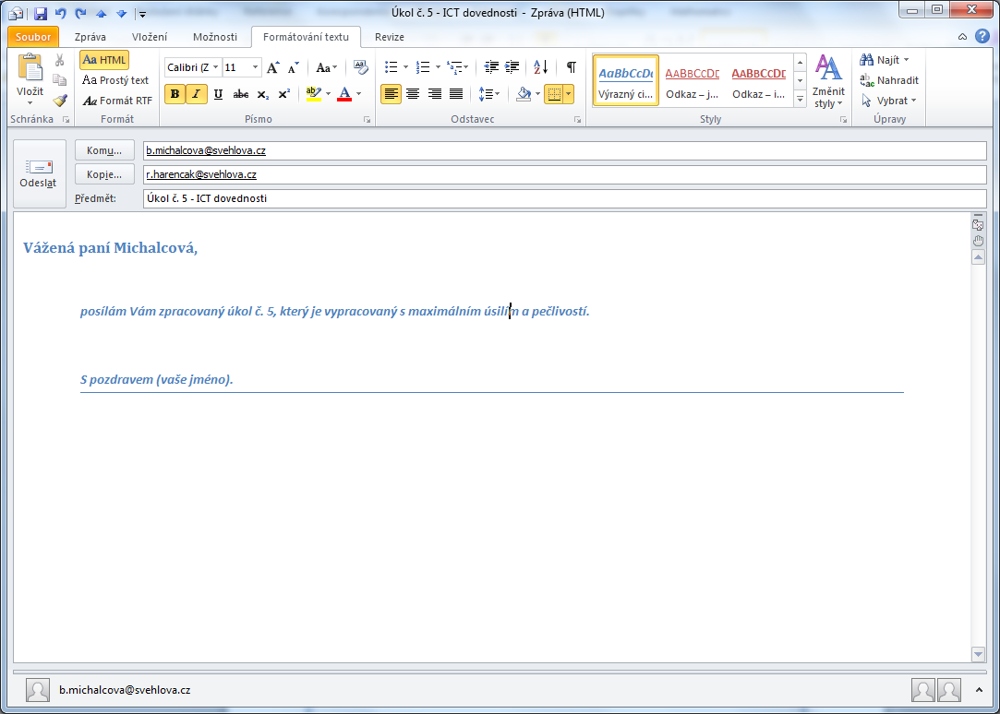 Úkol č. 5 - ICT dovednosti - Zpráva (HTML)
Soubor Zpráva Vložení Možnosti Formátování textu Revize
Vložit
Schránka
Aa HTML
Aa Prostý text
Aa Formát RTF
Formát
Calibri (Z 11
Písmo
Odstavec
AaBbCcDc AABBCCDC AABBCCDE
Výrazný ci... Odkaz – j... Odkaz – i...
Změnit
styly
Styly
Najít
Nahradit
Vybrat
Úpravy
Odeslat
Komu... b.michalcova@svehlova.cz
Kopie... r.harencak@svehlova.cz
Předmět: Úkol č. 5 - ICT dovednosti
Vážená paní Michalcová,
posílám Vám zpracovaný úkol č. 5, který je vypracovaný s maximálním úsilím a pečlivostí.
S pozdravem (vaše jméno).
b.michalcova@svehlova.cz